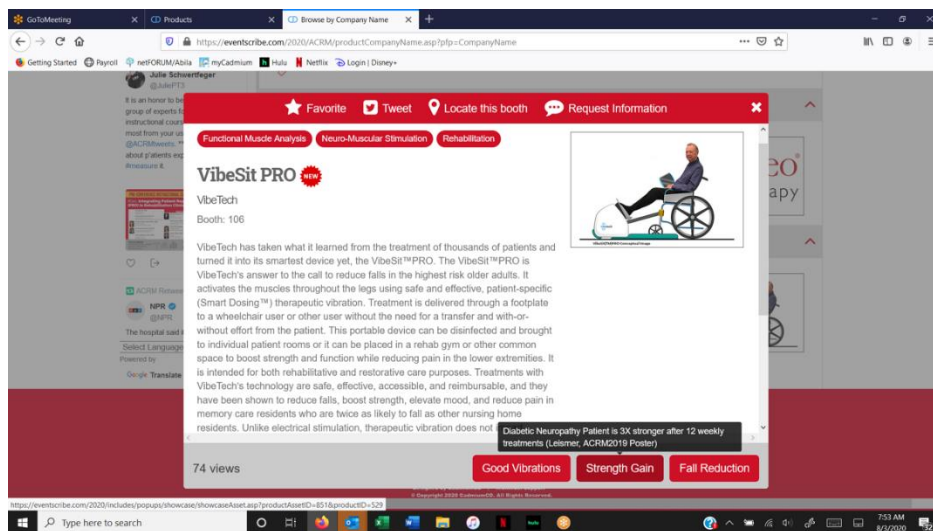 GoToMeeting
Products
Browse by Company Name
https://eventscribe.com/2020/ACRM/productCompanyName.asp?pfp=CompanyName
Getting Started Payroll netFORUM/Abila myCadmium Hulu Netflix Login | Disney+
Julie Schwertfeger
@JuliePT3
It is an honor to be
group of experts fo
instructional cours
most from your us
@ACRMtweets
about patients exp
#measure it.
Favorite Tweet Locate this booth Request Information
Functional Muscle Analysis Neuro-Muscular Stimulation Rehabilitation
VibeSit PRO NEW
VibeTech
Booth: 106
VibeTech has taken what it learned from the treatment of thousands of patients and
turned it into its smartest device yet, the VibeSit™PRO. The VibeSit™PRO is
VibeTech's answer to the call to reduce falls in the highest risk older adults. It
activates the muscles throughout the legs using safe and effective, patient-specific
(Smart Dosing™) therapeutic vibration. Treatment is delivered through a footplate
to a wheelchair user or other user without the need for a transfer and with-or-
without effort from the patient. This portable device can be disinfected and brought
to individual patient rooms or it can be placed in a rehab gym or other common
space to boost strength and function while reducing pain in the lower extremities. It
is intended for both rehabilitative and restorative care purposes. Treatments with
VibeTech's technology are safe, effective, accessible, and reimbursable, and they
have been shown to reduce falls, boost strength, elevate mood, and reduce pain in
memory care residents who are twice as likely to fall as other nursing home
residents. Unlike electrical stimulation, therapeutic vibration does not
Diabetic Neuropathy Patient is 3X stronger after 12 weekly
treatments (Leismer, ACRM2019 Poster)
74 views
Good Vibrations Strength Gain Fall Reduction
eo®
apy
NPR
@NPR
The hospital said
Select Language
Powered by
Google Translate
© Copyright 2020 CadmiumCD. All Rights Reserved.
https://eventscribe.com/2020/includes/popups/showcase/showcaseAsset.asp?productAssetID=851&productID=529
Type here to search
7:53 AM
8/3/2020